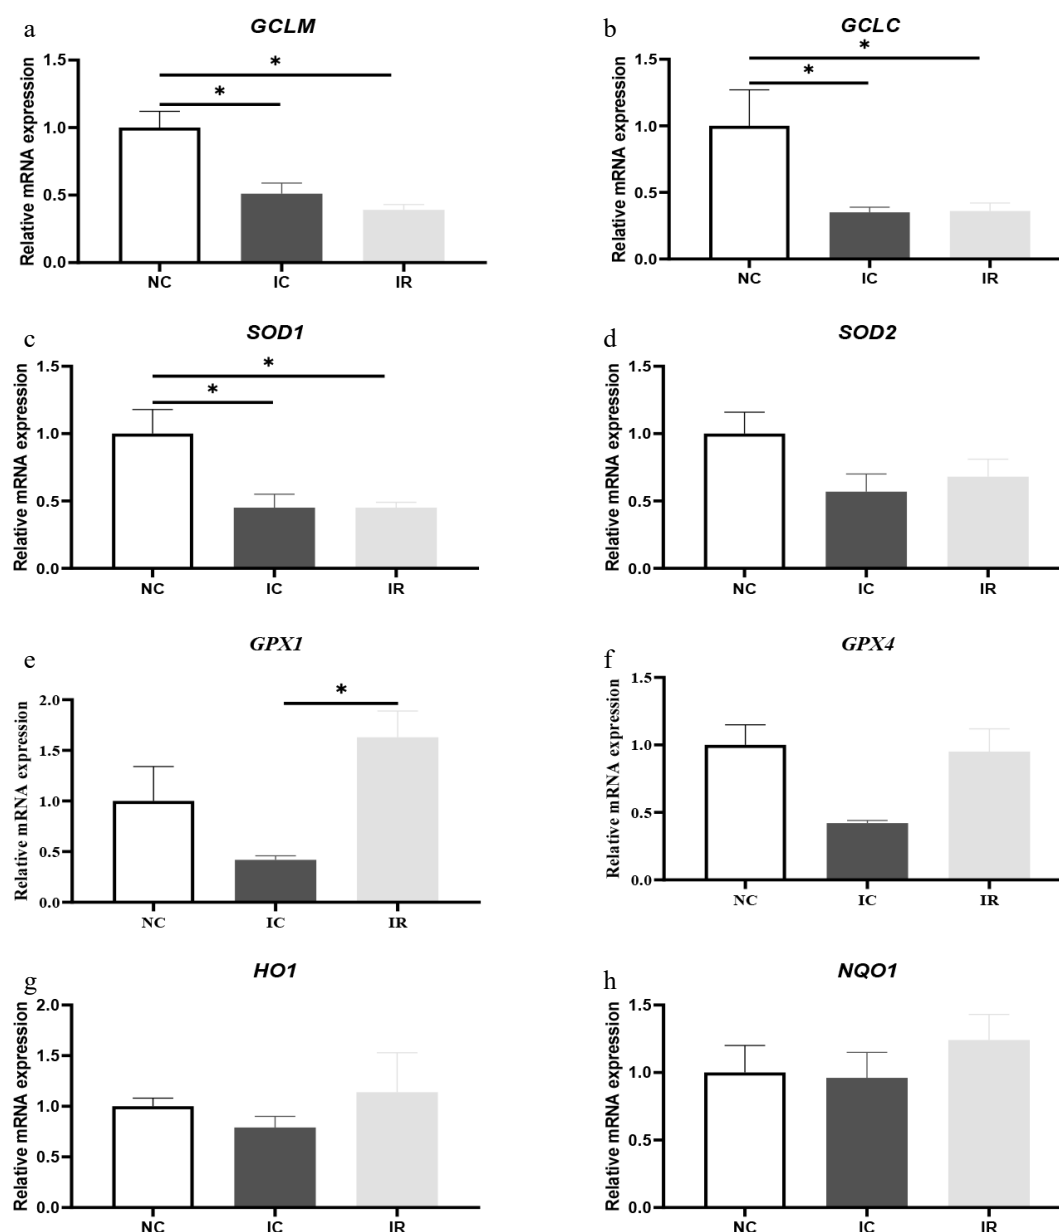 a
GCLM
Relative mRNA expression
1.5
1.0
0.5
0.0
*
*
NC IC IR
b
GCLC
Relative mRNA expression
1.5
1.0
0.5
0.0
*
*
NC IC IR
c
SOD1
Relative mRNA expression
1.5
1.0
0.5
0.0
*
*
NC IC IR
d
SOD2
Relative mRNA expression
1.5
1.0
0.5
0.0
NC IC IR
e
GPX1
Relative mRNA expression
2.0
1.5
1.0
0.5
0.0
*
NC IC IR
f
GPX4
Relative mRNA expression
1.5
1.0
0.5
0.0
NC IC IR
g
HO1
Relative mRNA expression
2.0
1.5
1.0
0.5
0.0
NC IC IR
h
NQO1
Relative mRNA expression
1.5
1.0
0.5
0.0
NC IC IR